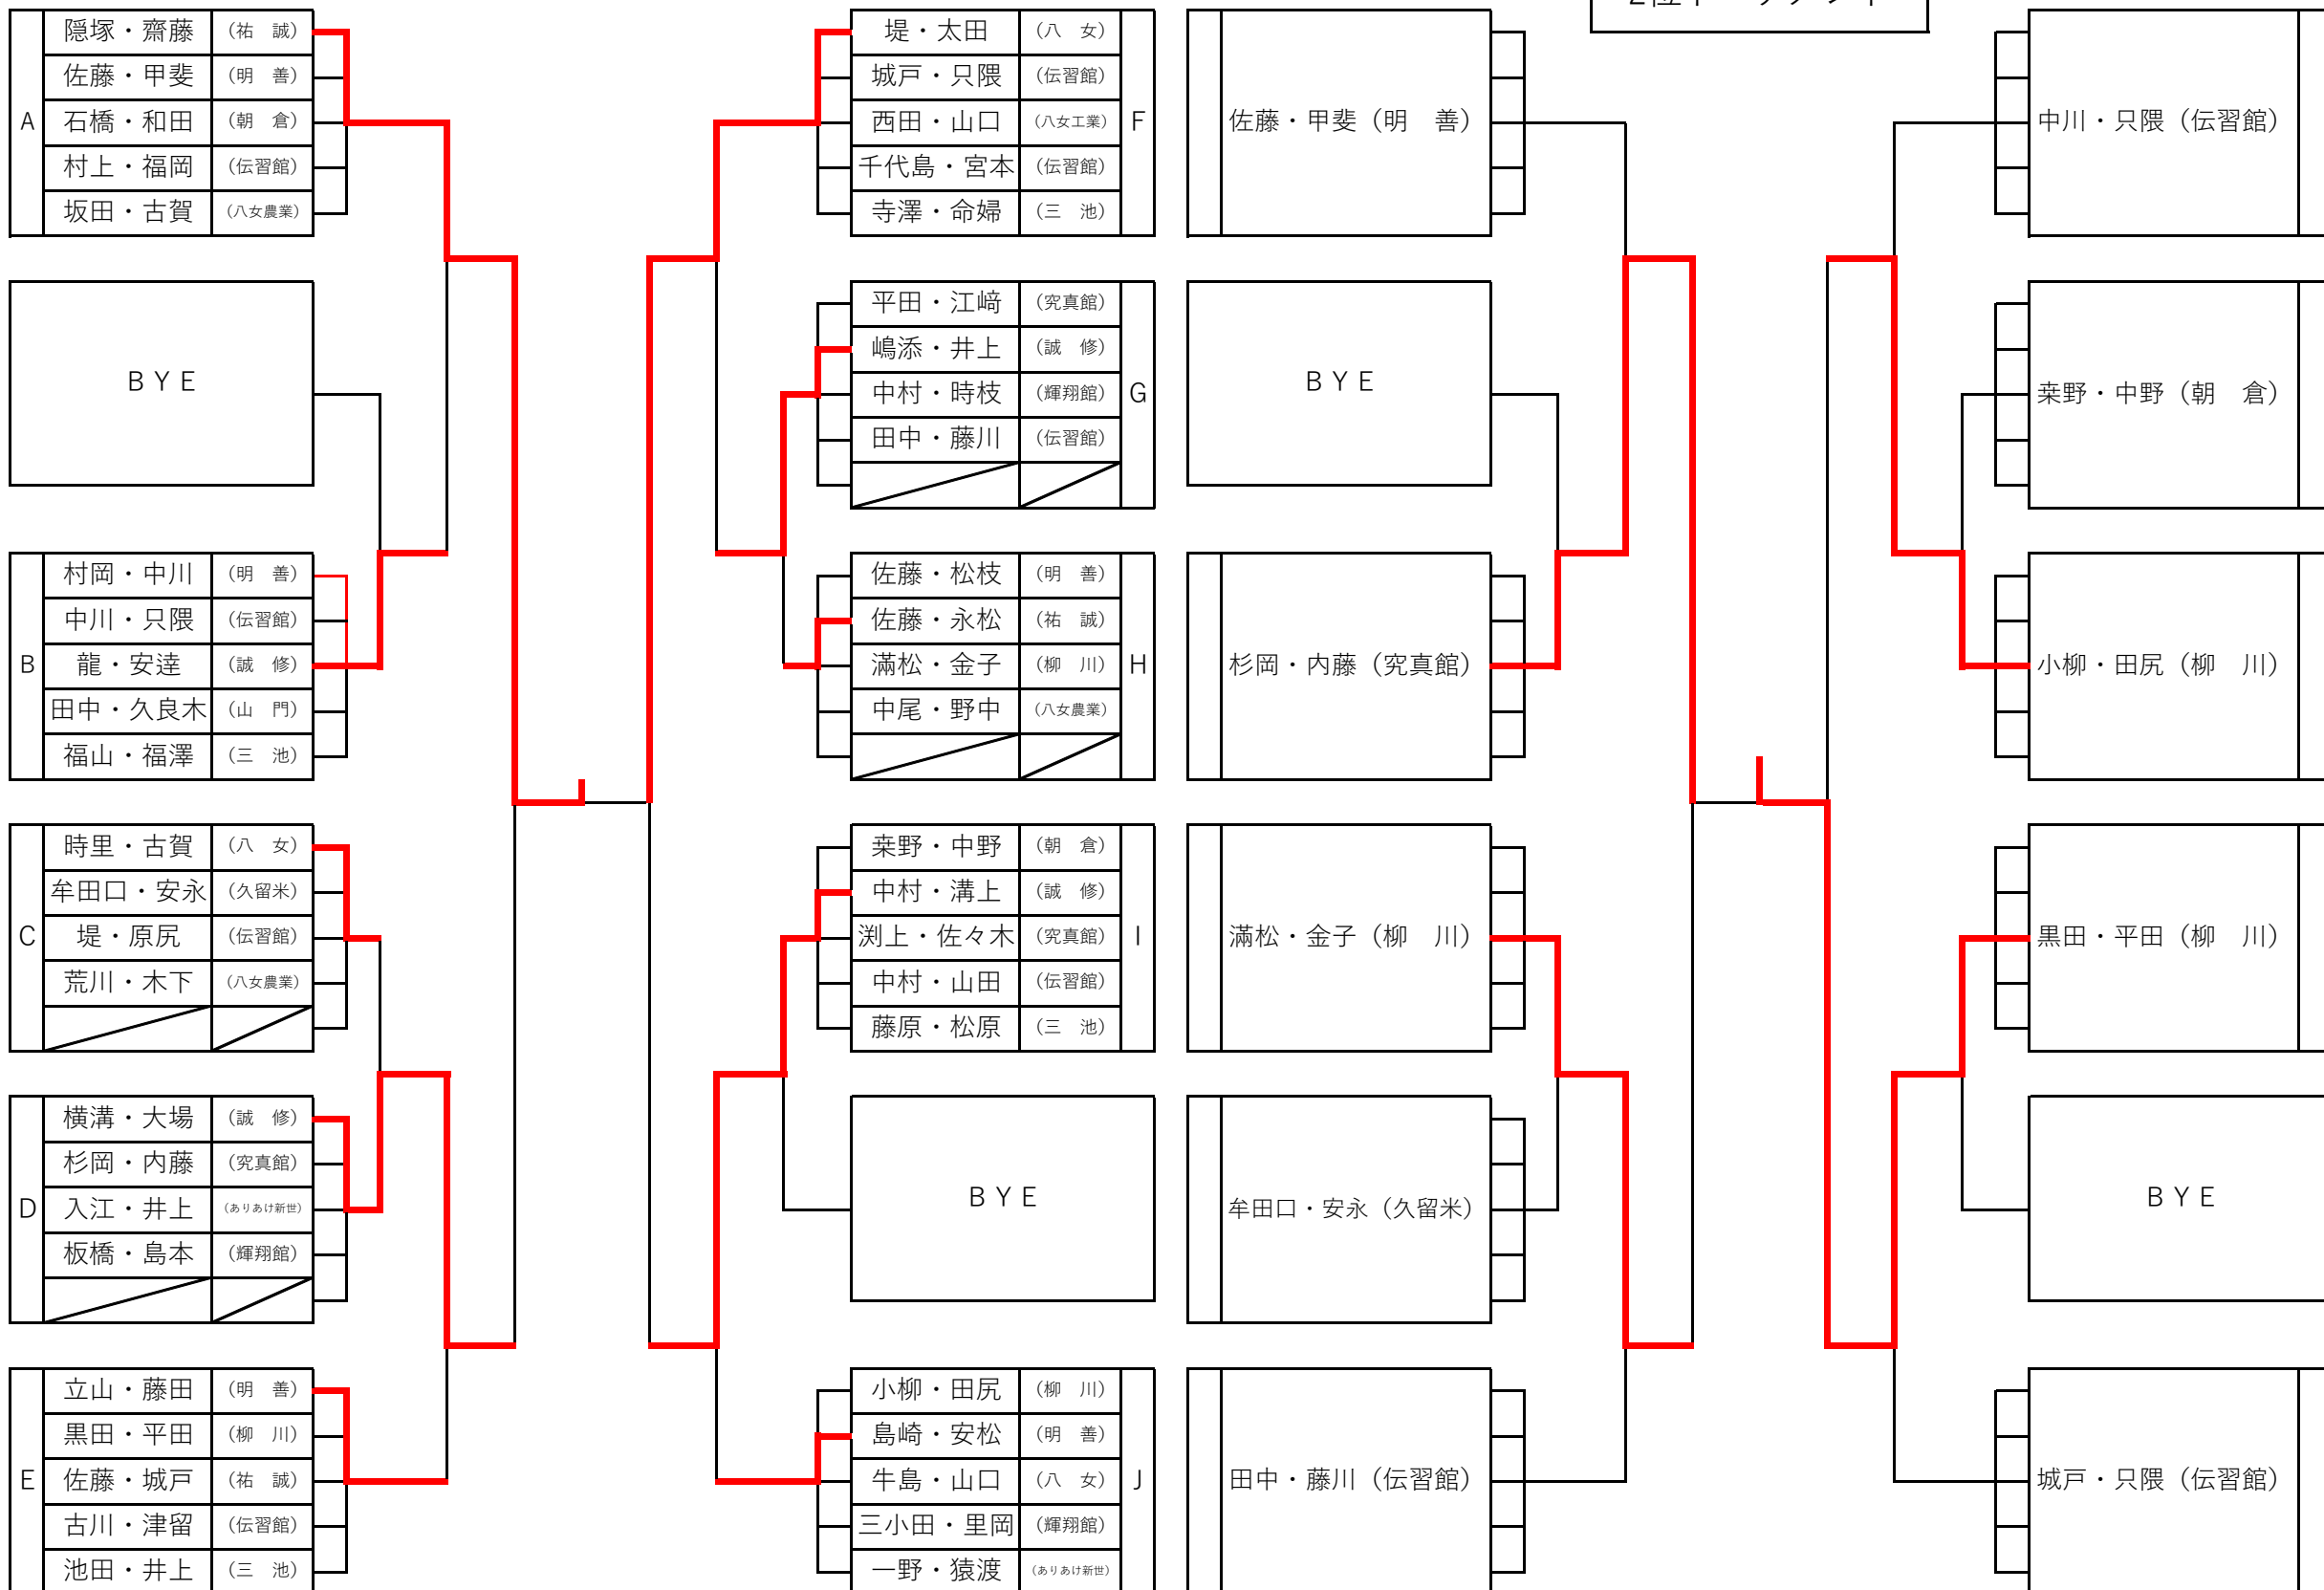 2位トーナメント
A
隠塚・齋藤 (祐　誠)
佐藤・甲斐 (明　善)
石橋・和田 (朝　倉)
村上・福岡 (伝習館)
坂田・古賀 (八女農業)
BYE
B
村岡・中川 (明　善)
中川・只隈 (伝習館)
龍・安達 (誠　修)
田中・久良木 (山　門)
福山・福澤 (三　池)
C
時里・古賀 (八　女)
牟田口・安永 (久留米)
堤・原尻 (伝習館)
荒川・木下 (八女農業)
D
横溝・大場 (誠　修)
杉岡・内藤 (究真館)
入江・井上 (ありあけ新世)
板橋・島本 (輝翔館)
E
立山・藤田 (明　善)
黒田・平田 (柳　川)
佐藤・城戸 (祐　誠)
古川・津留 (伝習館)
池田・井上 (三　池)
F
堤・太田 (八　女)
城戸・只隈 (伝習館)
西田・山口 (八女工業)
千代島・宮本 (伝習館)
寺澤・命婦 (三　池)
G
平田・江﨑 (究真館)
嶋添・井上 (誠　修)
中村・時枝 (輝翔館)
田中・藤川 (伝習館)
H
佐藤・松枝 (明　善)
佐藤・永松 (祐　誠)
滿松・金子 (柳　川)
中尾・野中 (八女農業)
I
桒野・中野 (朝　倉)
中村・溝上 (誠　修)
渕上・佐々木 (究真館)
中村・山田 (伝習館)
藤原・松原 (三　池)
BYE
J
小柳・田尻 (柳　川)
島崎・安松 (明　善)
牛島・山口 (八　女)
三小田・里岡 (輝翔館)
一野・猿渡 (ありあけ新世)
佐藤・甲斐（明　善）
BYE
杉岡・内藤（究真館）
滿松・金子（柳　川）
牟田口・安永（久留米）
田中・藤川（伝習館）
中川・只隈（伝習館）
桒野・中野（朝　倉）
小柳・田尻（柳　川）
黒田・平田（柳　川）
BYE
城戸・只隈（伝習館）